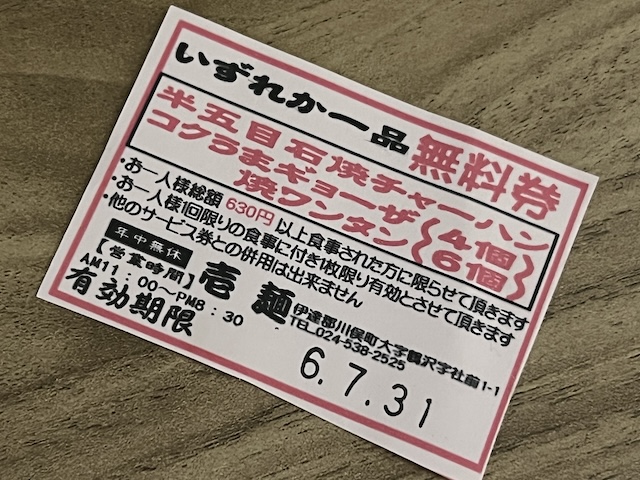 いずれか一品無料券
半五目石焼チャーハン
コクうまギョーザ(4個)
焼ワンタン(6個)
・お一人様総額630円以上食事された方に限らせて頂きます
・お一人様1回限りの食事に付き1枚限り有効とさせて頂きます
・他のサービス券との併用は出来ません
年中無休
【営業時間】
AM11:00〜PM8:30
壱麺
伊達郡川俣町大字鶴沢字社前1-1
TEL_024-538-2525
有効期限
6.7.31